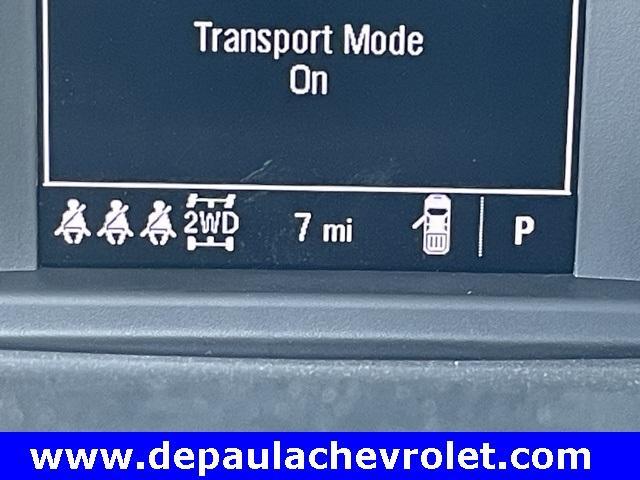 Transport Mode
On
2WD 7 mi P
www.depaulachevrolet.com